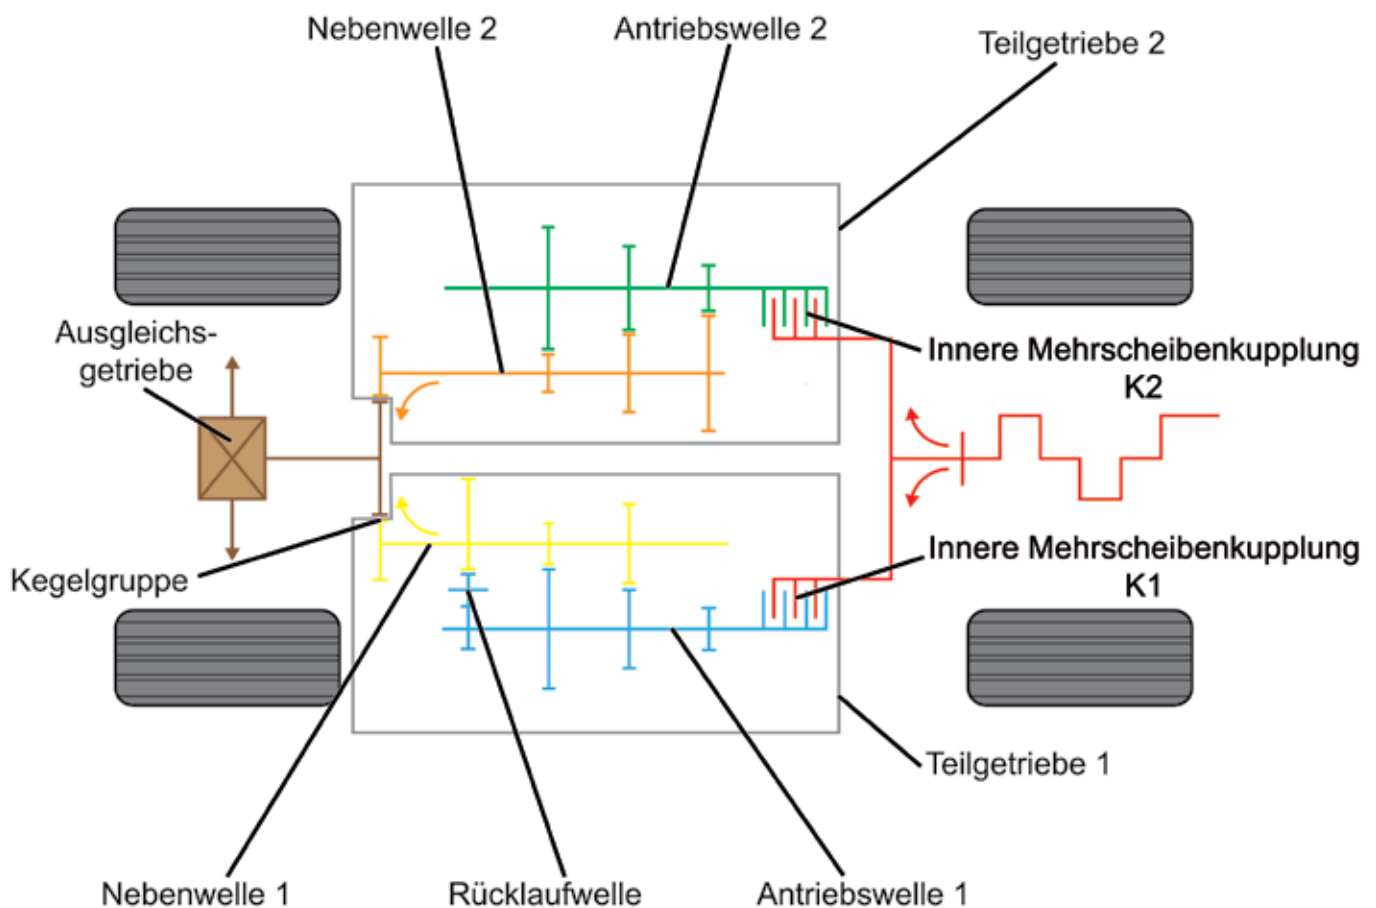 Nebenwelle 2
Antriebswelle 2
Teilgetriebe 2
Ausgleichs-
getriebe
Innere Mehrscheibenkupplung
K2
Kegelgruppe
Innere Mehrscheibenkupplung
K1
Teilgetriebe 1
Nebenwelle 1
Rücklaufwelle
Antriebswelle 1